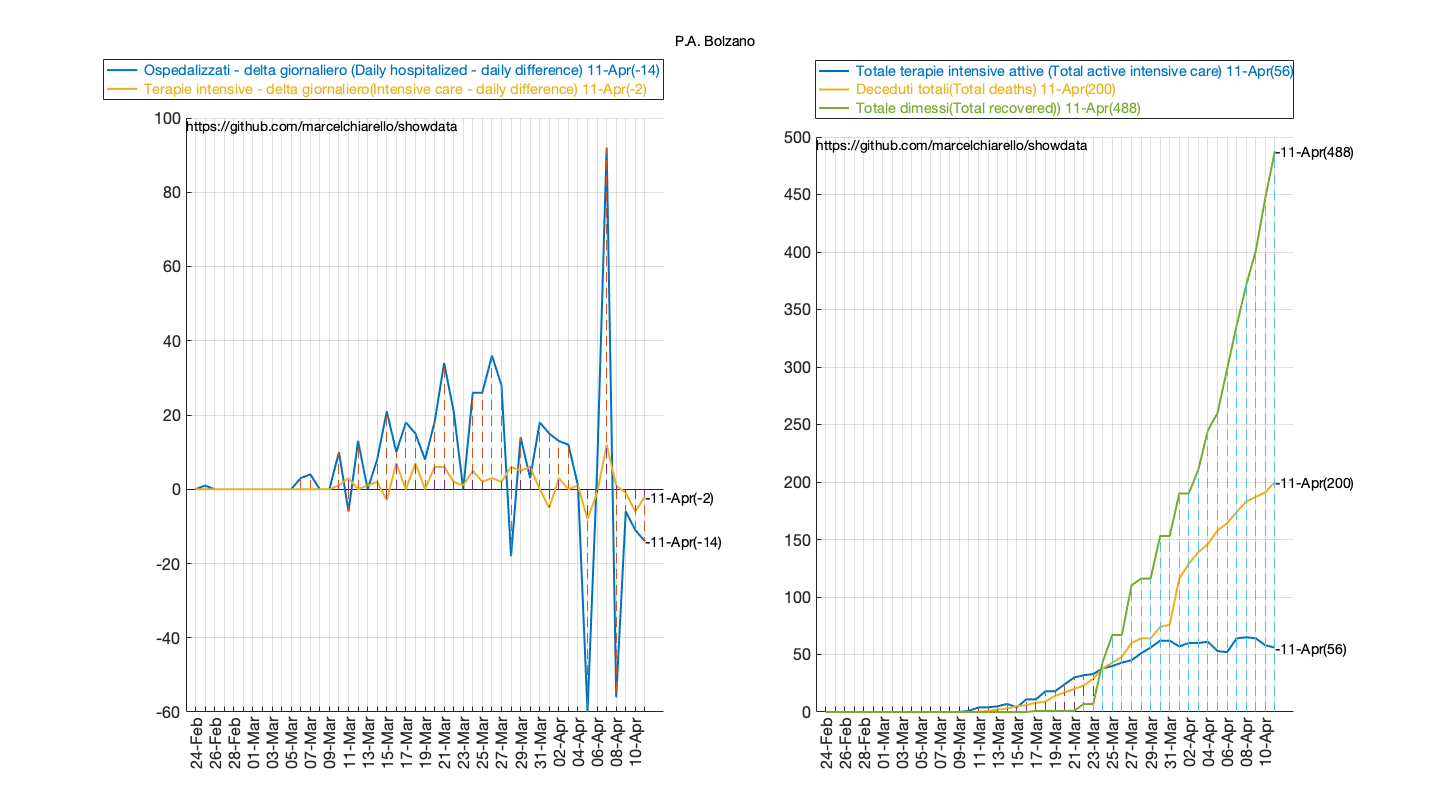 P.A. Bolzano
Ospedalizzati - delta giornaliero (Daily hospitalized - daily difference) 11-Apr(-14)
Terapie intensive - delta giornaliero(Intensive care - daily difference) 11-Apr(-2)
https://github.com/marcelchiarello/showdata
100
80
60
40
20
0
-20
-40
-60
-11-Apr(-2)
-11-Apr(-14)
24-Feb
26-Feb
28-Feb
01-Mar
03-Mar
05-Mar
07-Mar
09-Mar
11-Mar
13-Mar
15-Mar
17-Mar
19-Mar
21-Mar
23-Mar
25-Mar
27-Mar
29-Mar
31-Mar
02-Apr
04-Apr
06-Apr
08-Apr
10-Apr
Totale terapie intensive attive (Total active intensive care) 11-Apr(56)
Deceduti totali(Total deaths) 11-Apr(200)
Totale dimessi(Total recovered)) 11-Apr(488)
https://github.com/marcelchiarello/showdata
500
450
400
350
300
250
200
150
100
50
0
-11-Apr(488)
-11-Apr(200)
-11-Apr(56)
24-Feb
26-Feb
28-Feb
01-Mar
03-Mar
05-Mar
07-Mar
09-Mar
11-Mar
13-Mar
15-Mar
17-Mar
19-Mar
21-Mar
23-Mar
25-Mar
27-Mar
29-Mar
31-Mar
02-Apr
04-Apr
06-Apr
08-Apr
10-Apr